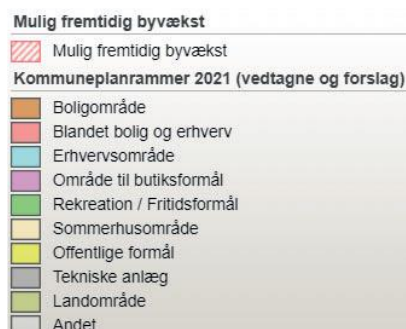 Mulig fremtidig byvækst
Mulig fremtidig byvækst
Kommuneplanrammer 2021 (vedtagne og forslag)
Boligområde
Blandet bolig og erhverv
Erhvervsområde
Område til butiksformål
Rekreation / Fritidsformål
Sommerhusområde
Offentlige formål
Tekniske anlæg
Landområde
Andet